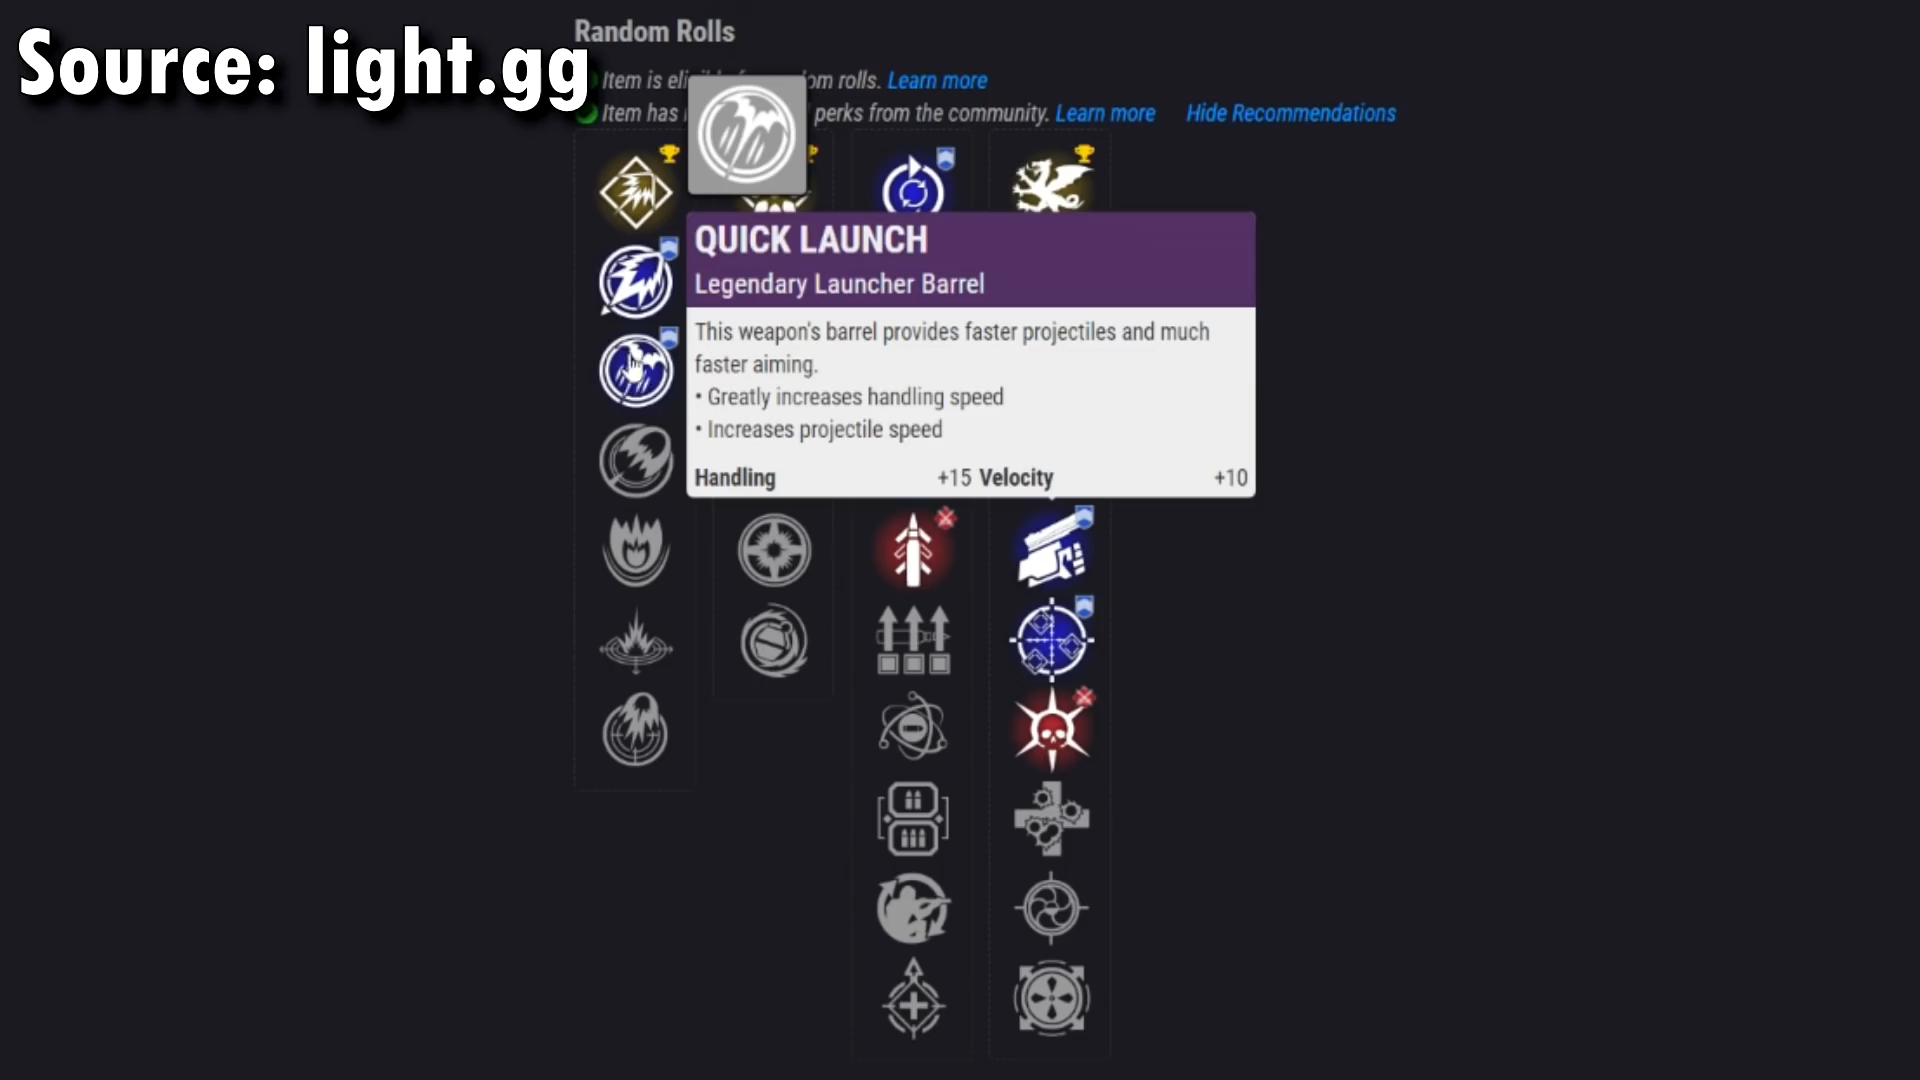 Source: light.gg
Random Rolls
Item is rolls. Learn more
Item has perks from the community. Learn more Hide Recommendations
QUICK LAUNCH
Legendary Launcher Barrel
This weapon's barrel provides faster projectiles and much
faster aiming.
• Greatly increases handling speed
• Increases projectile speed
Handling +15 Velocity +10